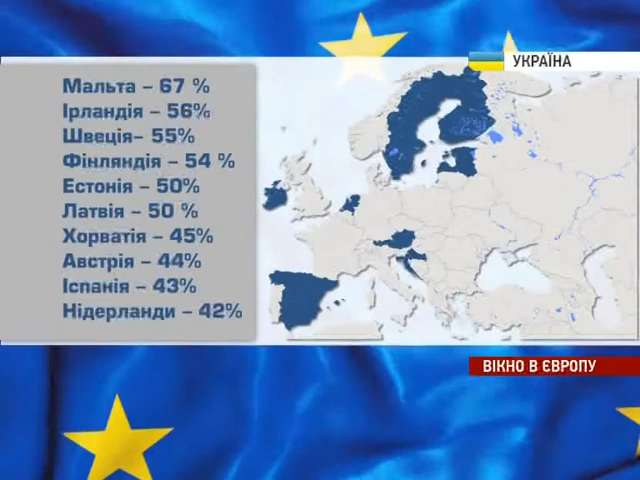 УКРАЇНА
Мальта – 67 %
Ірландія – 56%
Швеція– 55%
Фінляндія – 54 %
Естонія – 50%
Латвія – 50 %
Хорватія – 45%
Австрія – 44%
Іспанія – 43%
Нідерланди – 42%
ВІКНО В ЄВРОПУ